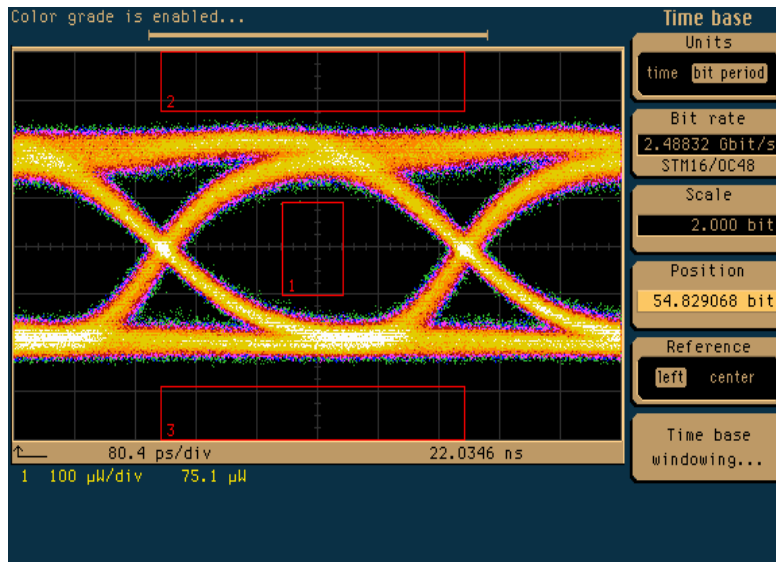 Color grade is enabled...
2
1
3
80.4 ps/div 22.0346 ns
1 100 µW/div 75.1 µW
Time base
Units
time bit period
Bit rate
2.48832 Gbit/s
STM16/OC48
Scale
2.000 bit
Position
54.829068 bit
Reference
left center
Time base
windowing...